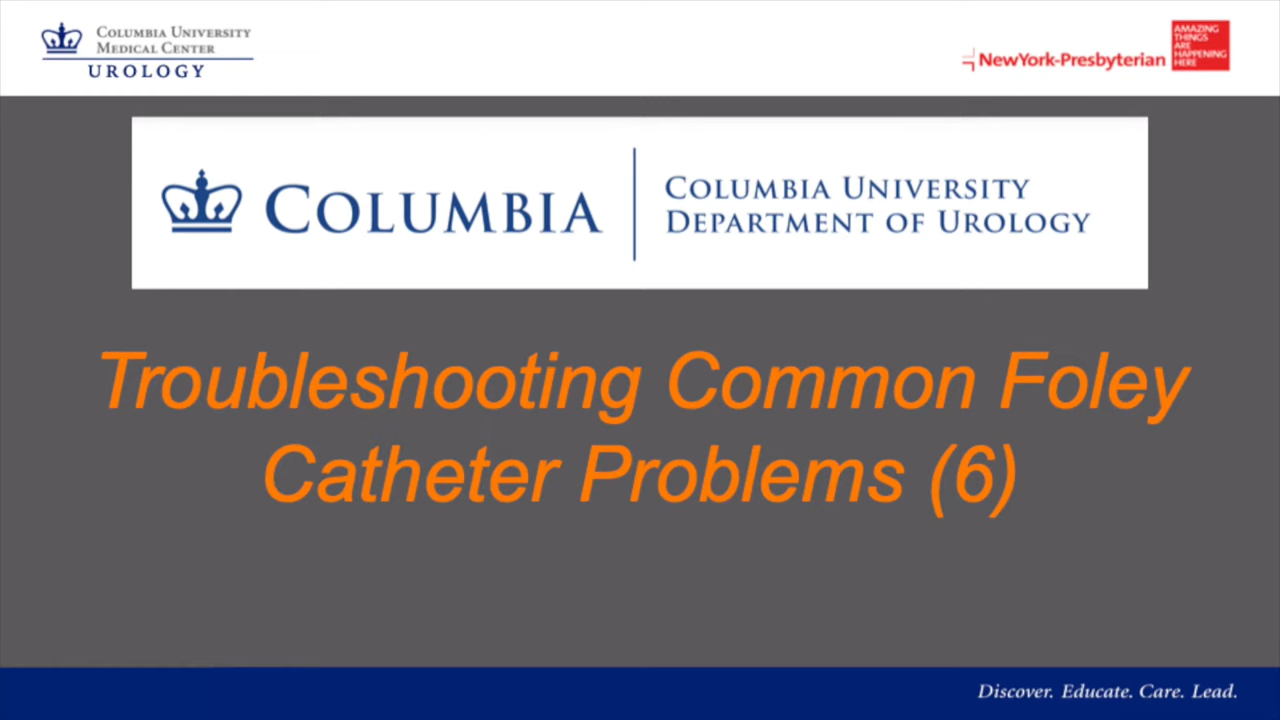 COLUMBIA UNIVERSITY
MEDICAL CENTER
UROLOGY
NewYork-Presbyterian
AMAZING
THINGS
ARE
HAPPENING
HERE
COLUMBIA
COLUMBIA UNIVERSITY
DEPARTMENT OF UROLOGY
Troubleshooting Common Foley
Catheter Problems (6)
Discover. Educate. Care. Lead.